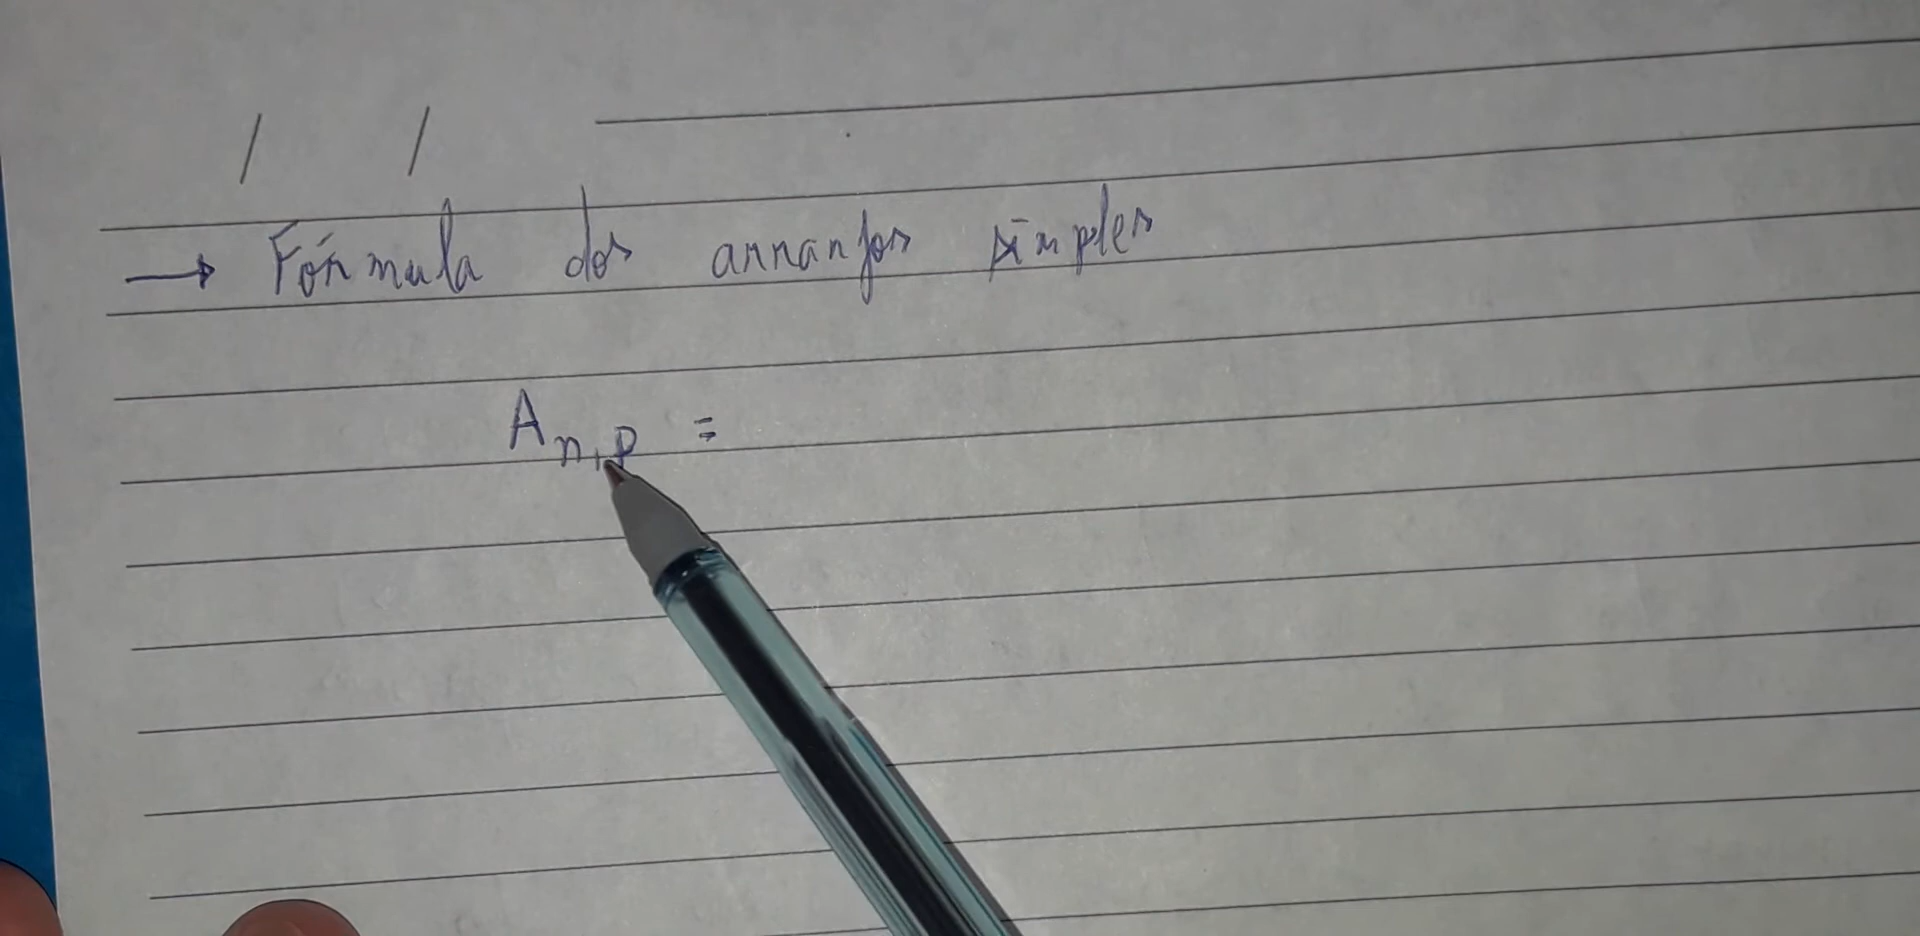 / /
→ Fórmula dos arranjos simples
A n,p =